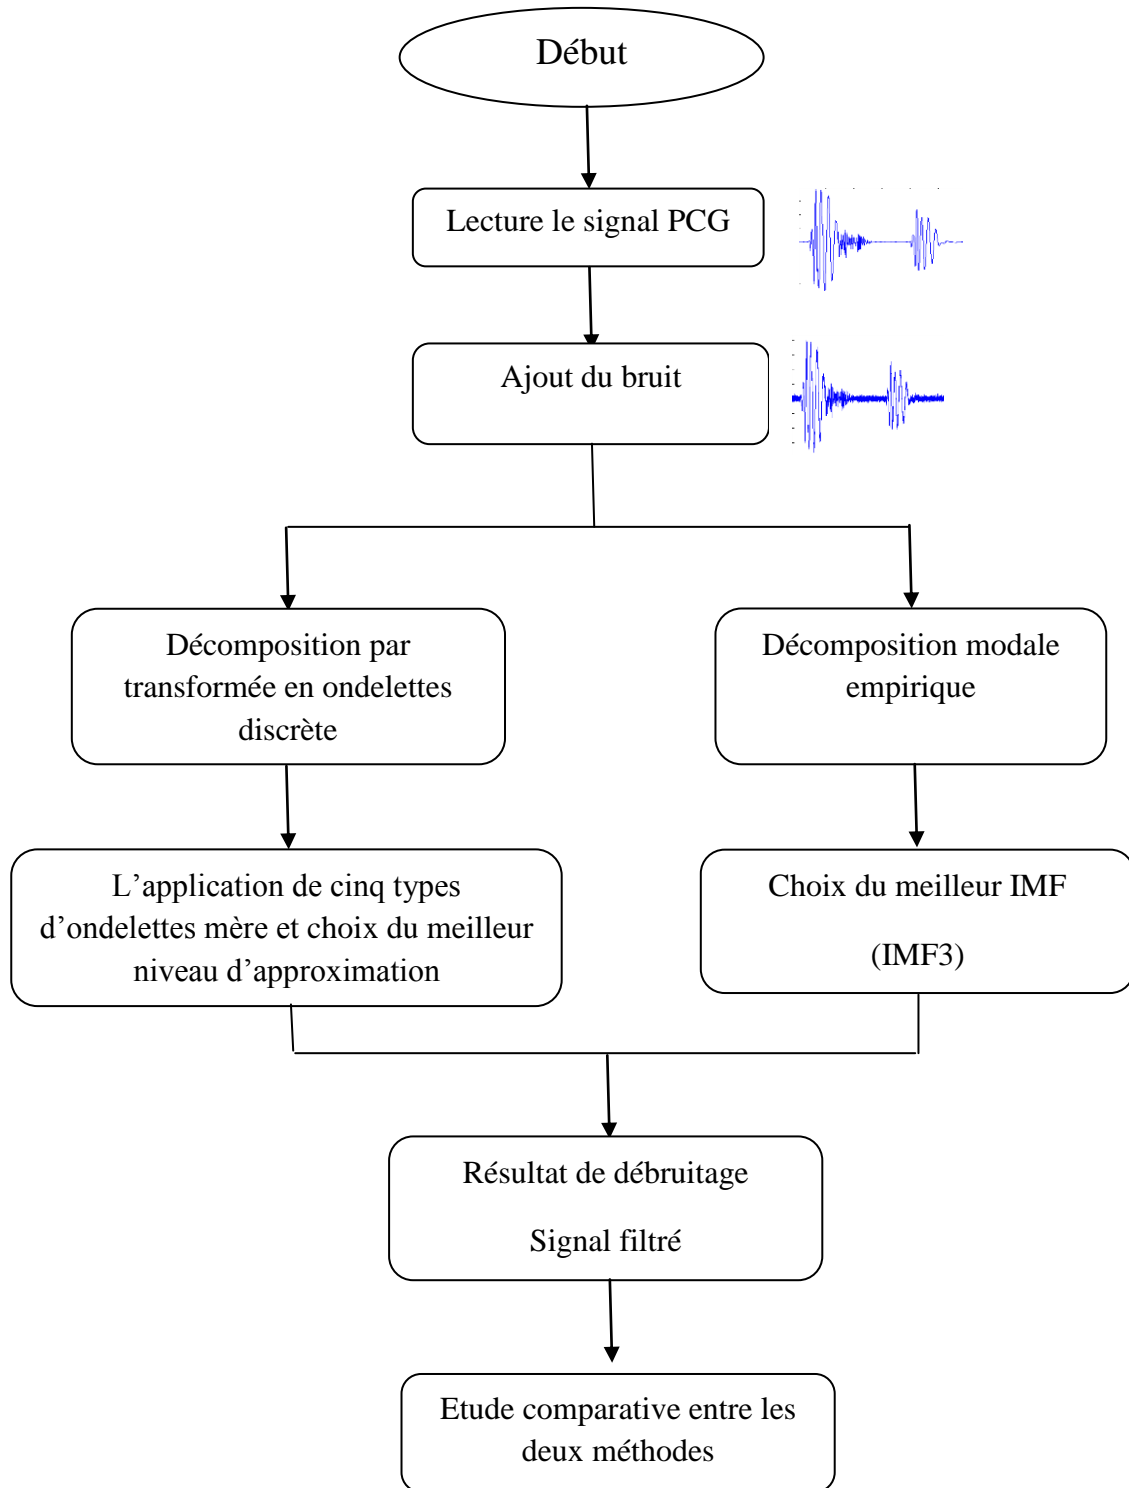 Début
Lecture le signal PCG
Ajout du bruit
Décomposition par
transformée en ondelettes
discrète
Décomposition modale
empirique
L’application de cinq types
d’ondelettes mère et choix du meilleur
niveau d’approximation
Choix du meilleur IMF
(IMF3)
Résultat de débruitage
Signal filtré
Etude comparative entre les
deux méthodes